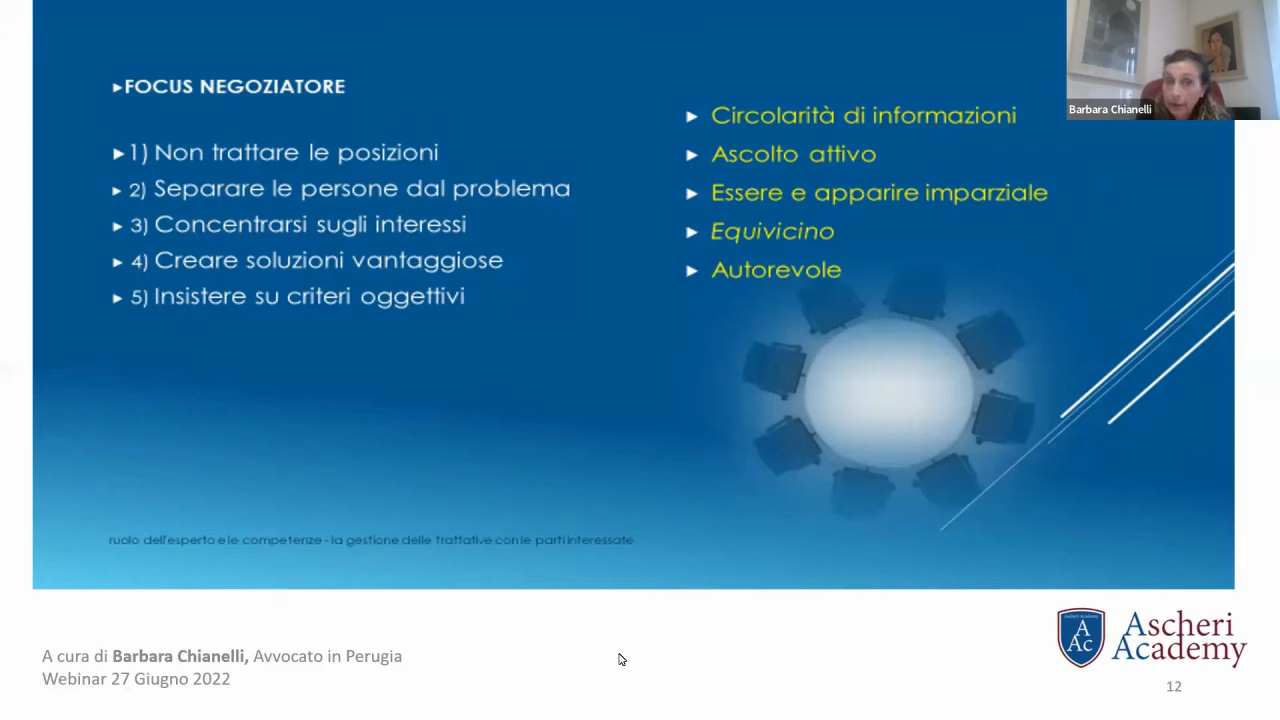 ►FOCUS NEGOZIATORE
►1) Non trattare le posizioni
► 2) Separare le persone dal problema
► 3) Concentrarsi sugli interessi
► 4) Creare soluzioni vantaggiose
► 5) Insistere su criteri oggettivi
► Circolarità di informazioni
► Ascolto attivo
► Essere e apparire imparziale
► Equivicino
► Autorevole
Barbara Chianelli
ruolo dell'esperto e le competenze - la gestione delle trattative con le parti interessate
A cura di Barbara Chianelli, Avvocato in Perugia
Webinar 27 Giugno 2022
A
Ac
Ascheri
Academy
12